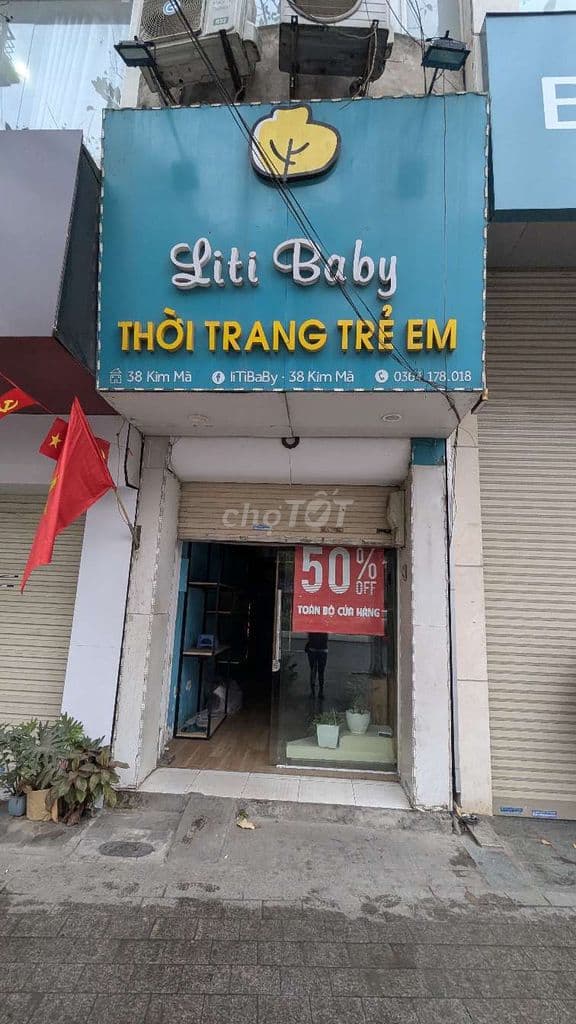 Liti Baby
THỜI TRANG TRẺ EM
38 Kim Mã liTiBaBy - 38 Kim Mã 0364.178.018
chợTỐT
50% OFF
TOÀN BỘ CỬA HÀNG